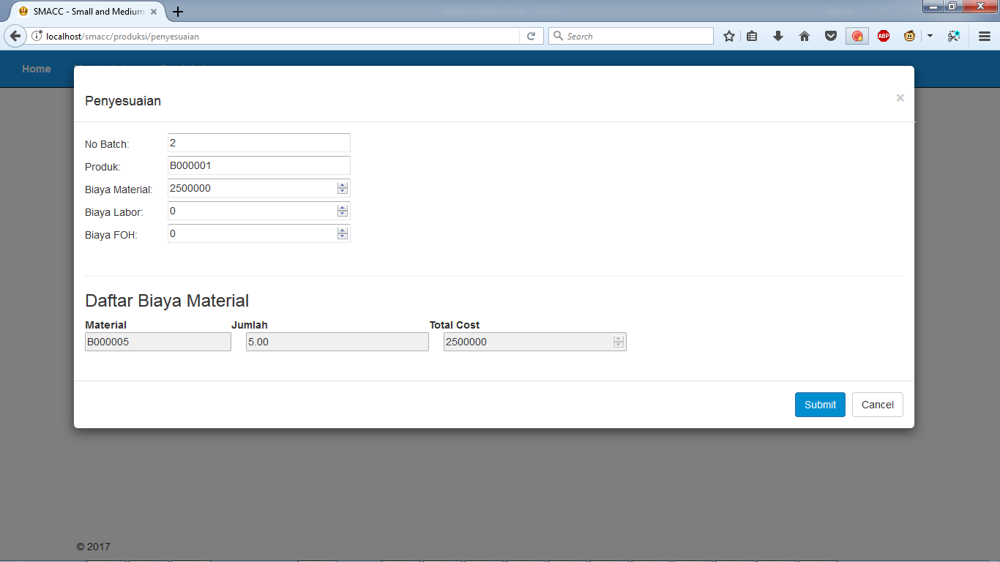 SMACC - Small and Medium
localhost/smacc/produksi/penyesuaian
Search
ABP
Home
Penyesuaian
×
No Batch: 2
Produk: B000001
Biaya Material: 2500000
Biaya Labor: 0
Biaya FOH: 0
Daftar Biaya Material
Material Jumlah Total Cost
B000005 5.00 2500000
Submit Cancel
© 2017